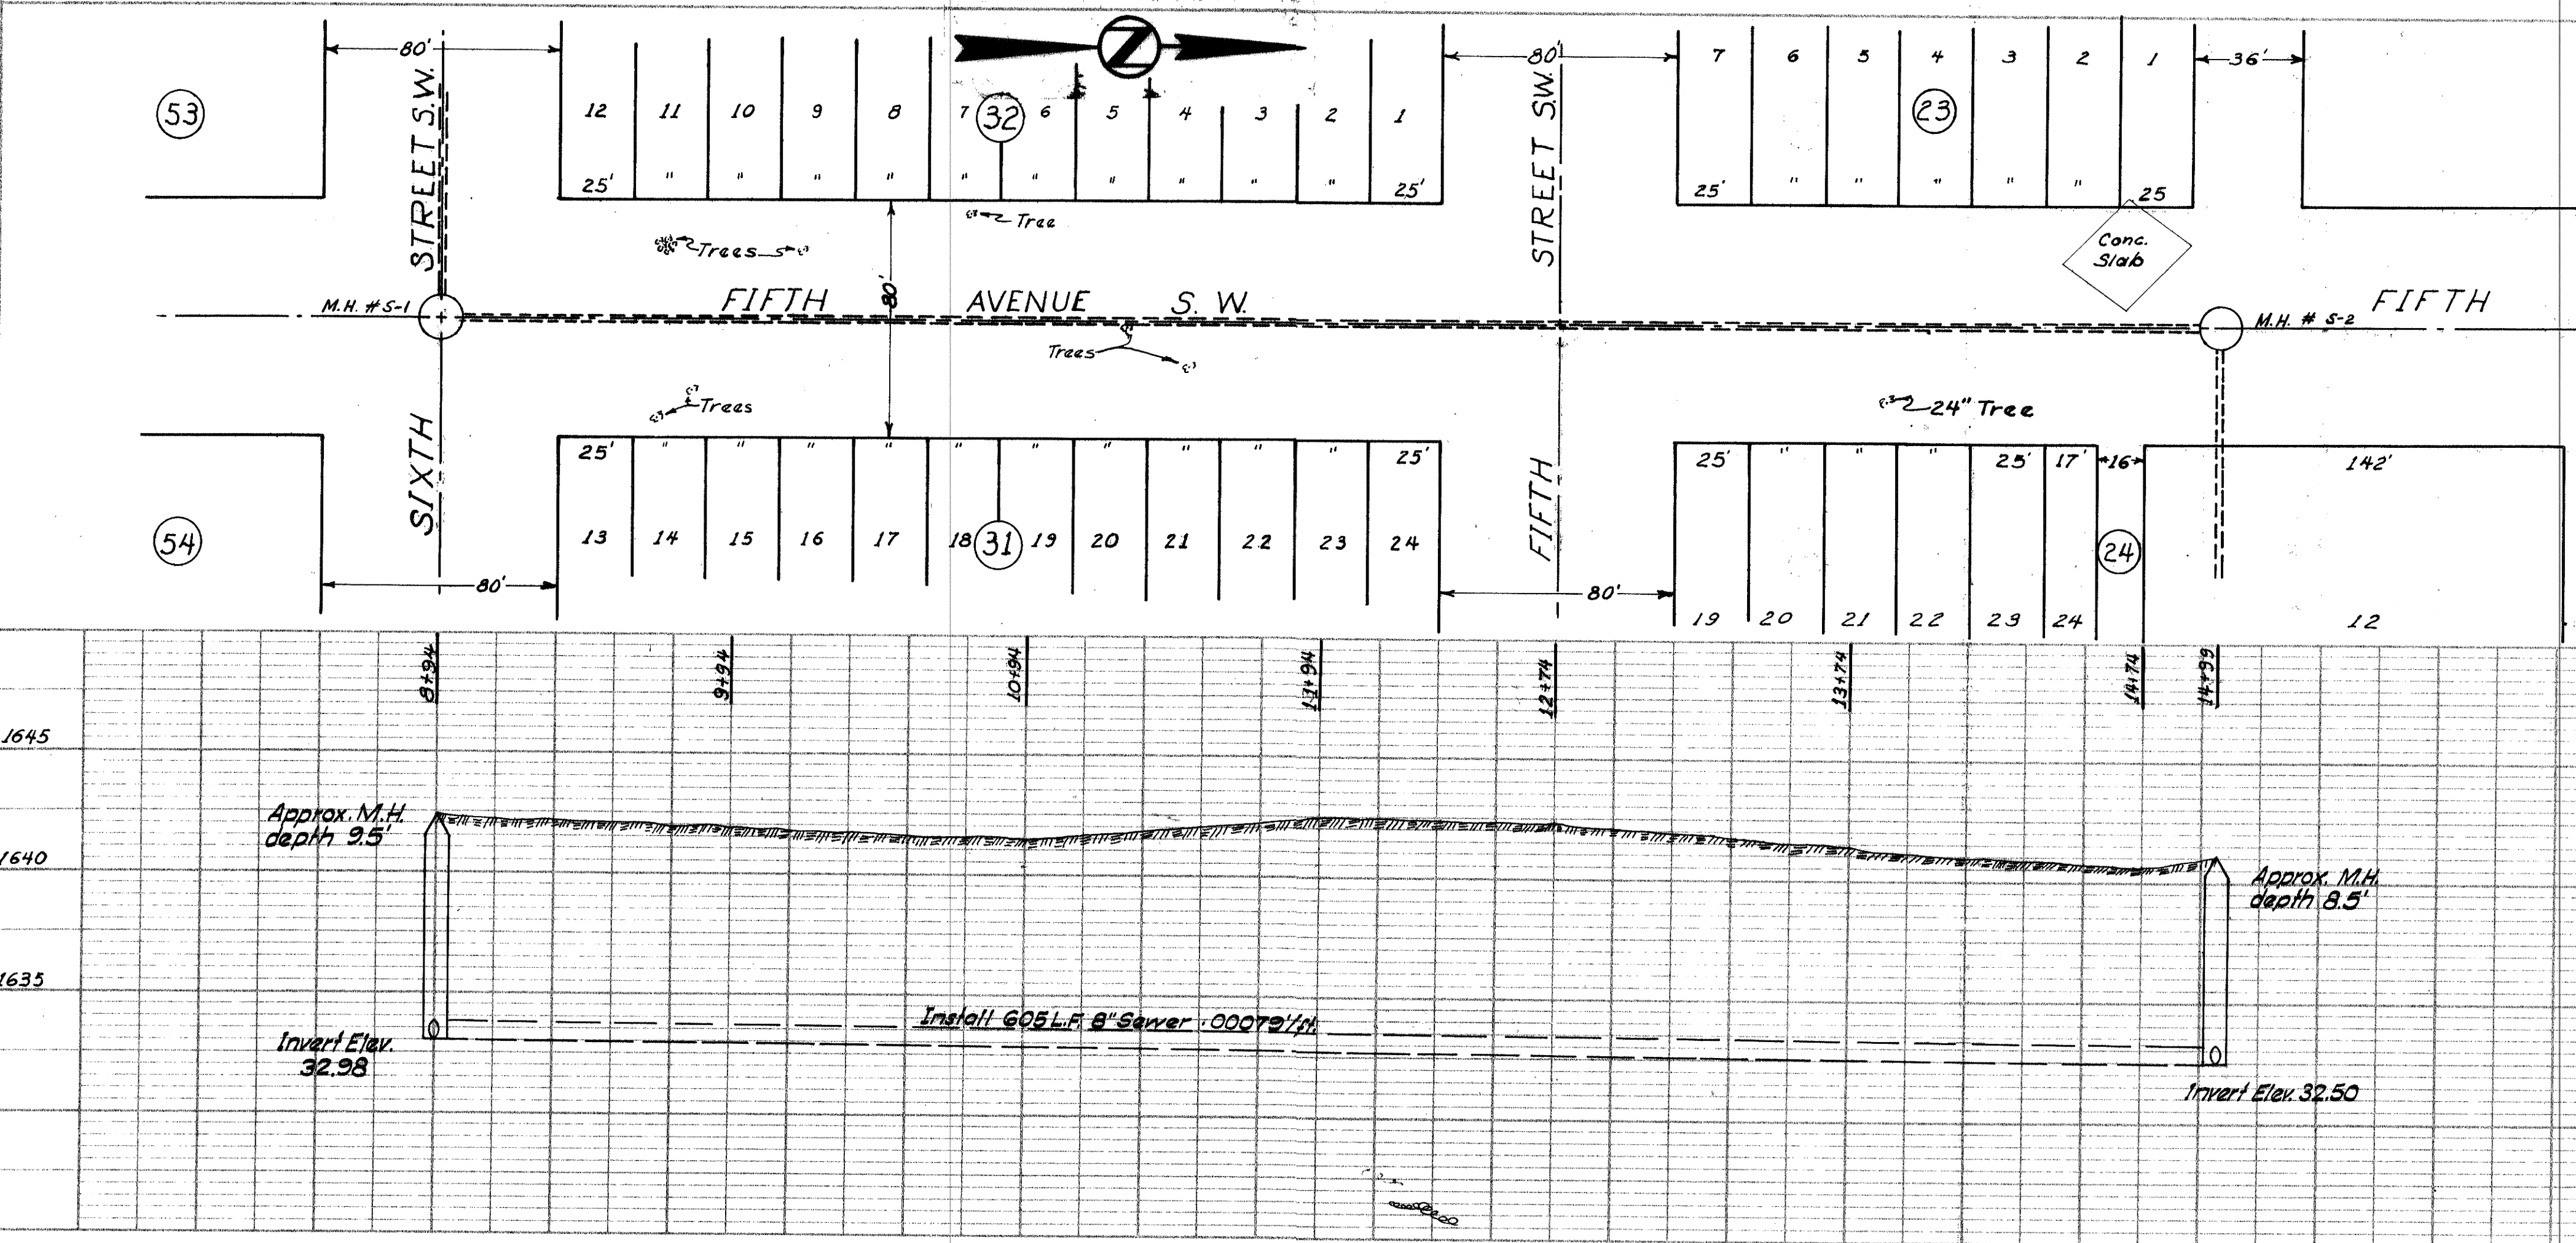 80'
STREET S.W.
53
12 11 10 9 8 7 32 6 5 4 3 2 1
25' " " " " " " " " " " 25'
Z
80'
STREET S.W.
7 6 5 4 3 2 1
23
25' " " " " " 25
36'
Tree
Trees
80'
Conc.
Slab
M.H. #S-1
FIFTH AVENUE S. W.
M.H. # S-2
FIFTH
Trees
Trees
24" Tree
SIXTH
54
25' " " " " " " " " " " 25'
13 14 15 16 17 18 31 19 20 21 22 23 24
80'
FIFTH
80'
25' " " " 25' 17' 16 142'
24
19 20 21 22 23 24 12
8+94
9+94
10+94
11+94
12+74
13+74
14+74
14+99
1645
Approx. M.H.
depth 9.5'
1640
Approx. M.H.
depth 8.5'
1635
Install 605 L.F. 8" Sewer .00079'/ft.
Invert Elev.
32.98
Invert Elev. 32.50